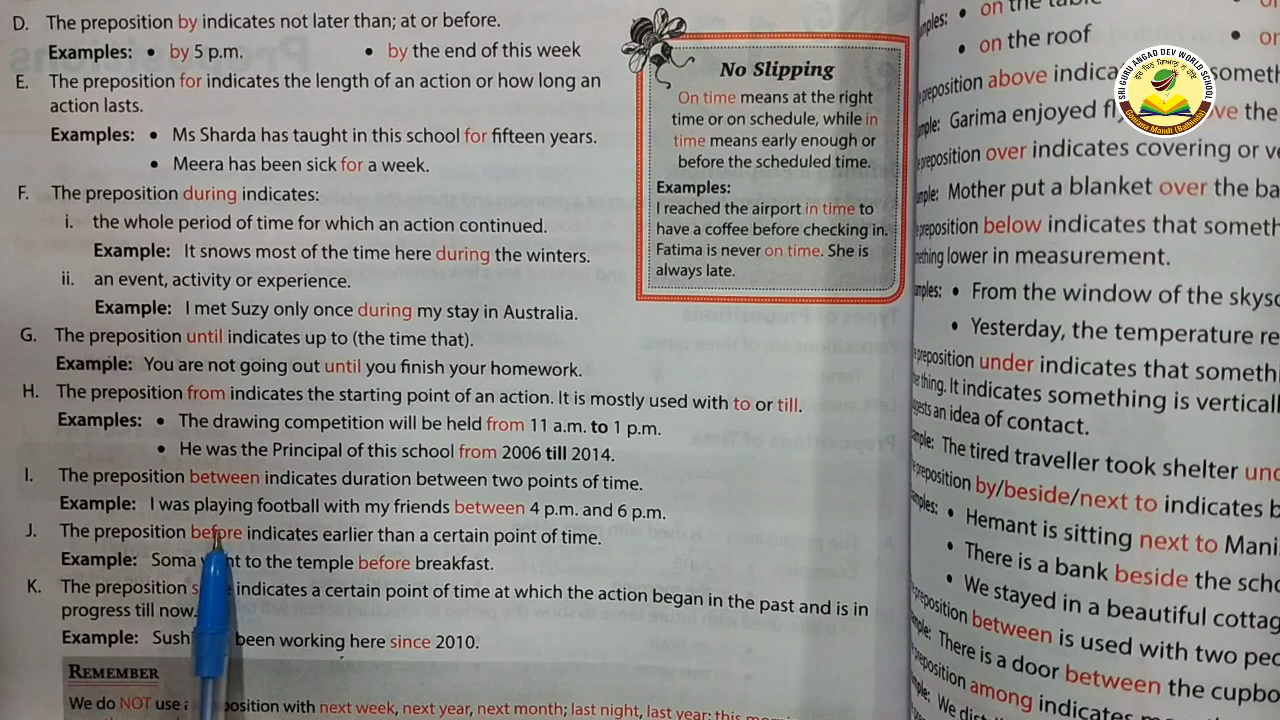 D. The preposition by indicates not later than; at or before.
Examples: • by 5 p.m. • by the end of this week
E. The preposition for indicates the length of an action or how long an
action lasts.
Examples: • Ms Sharda has taught in this school for fifteen years.
• Meera has been sick for a week.
F. The preposition during indicates:
i. the whole period of time for which an action continued.
Example: It snows most of the time here during the winters.
ii. an event, activity or experience.
Example: I met Suzy only once during my stay in Australia.
G. The preposition until indicates up to (the time that).
Example: You are not going out until you finish your homework.
H. The preposition from indicates the starting point of an action. It is mostly used with to or till.
Examples: • The drawing competition will be held from 11 a.m. to 1 p.m.
• He was the Principal of this school from 2006 till 2014.
I. The preposition between indicates duration between two points of time.
Example: I was playing football with my friends between 4 p.m. and 6 p.m.
J. The preposition before indicates earlier than a certain point of time.
Example: Soma to the temple before breakfast.
K. The preposition indicates a certain point of time at which the action began in the past and is in
progress till now.
Example: been working here since 2010.
REMEMBER
We do NOT use with next week, next year, next month; last night, last year; this
No Slipping
On time means at the right
time or on schedule, while in
time means early enough or
before the scheduled time.
Examples:
I reached the airport in time to
have a coffee before checking in.
Fatima is never on time. She is
always late.
• on the table
• on the roof •
preposition above
Garima enjoyed the
preposition over indicates covering or
Mother put a blanket over the
preposition below indicates that
lower in measurement.
• From the window of the
• Yesterday, the temperature
preposition under indicates that
thing. It indicates something is
an idea of contact.
The tired traveller took shelter
preposition by/beside/next to indicates
• Hemant is sitting next to
• There is a bank beside the
• We stayed in a beautiful
preposition between is used with two
There is a door between the
preposition among indicates
We
SRI GURU ANGAD DEV WORLD SCHOOL
Goniana Mandi (Bathinda)